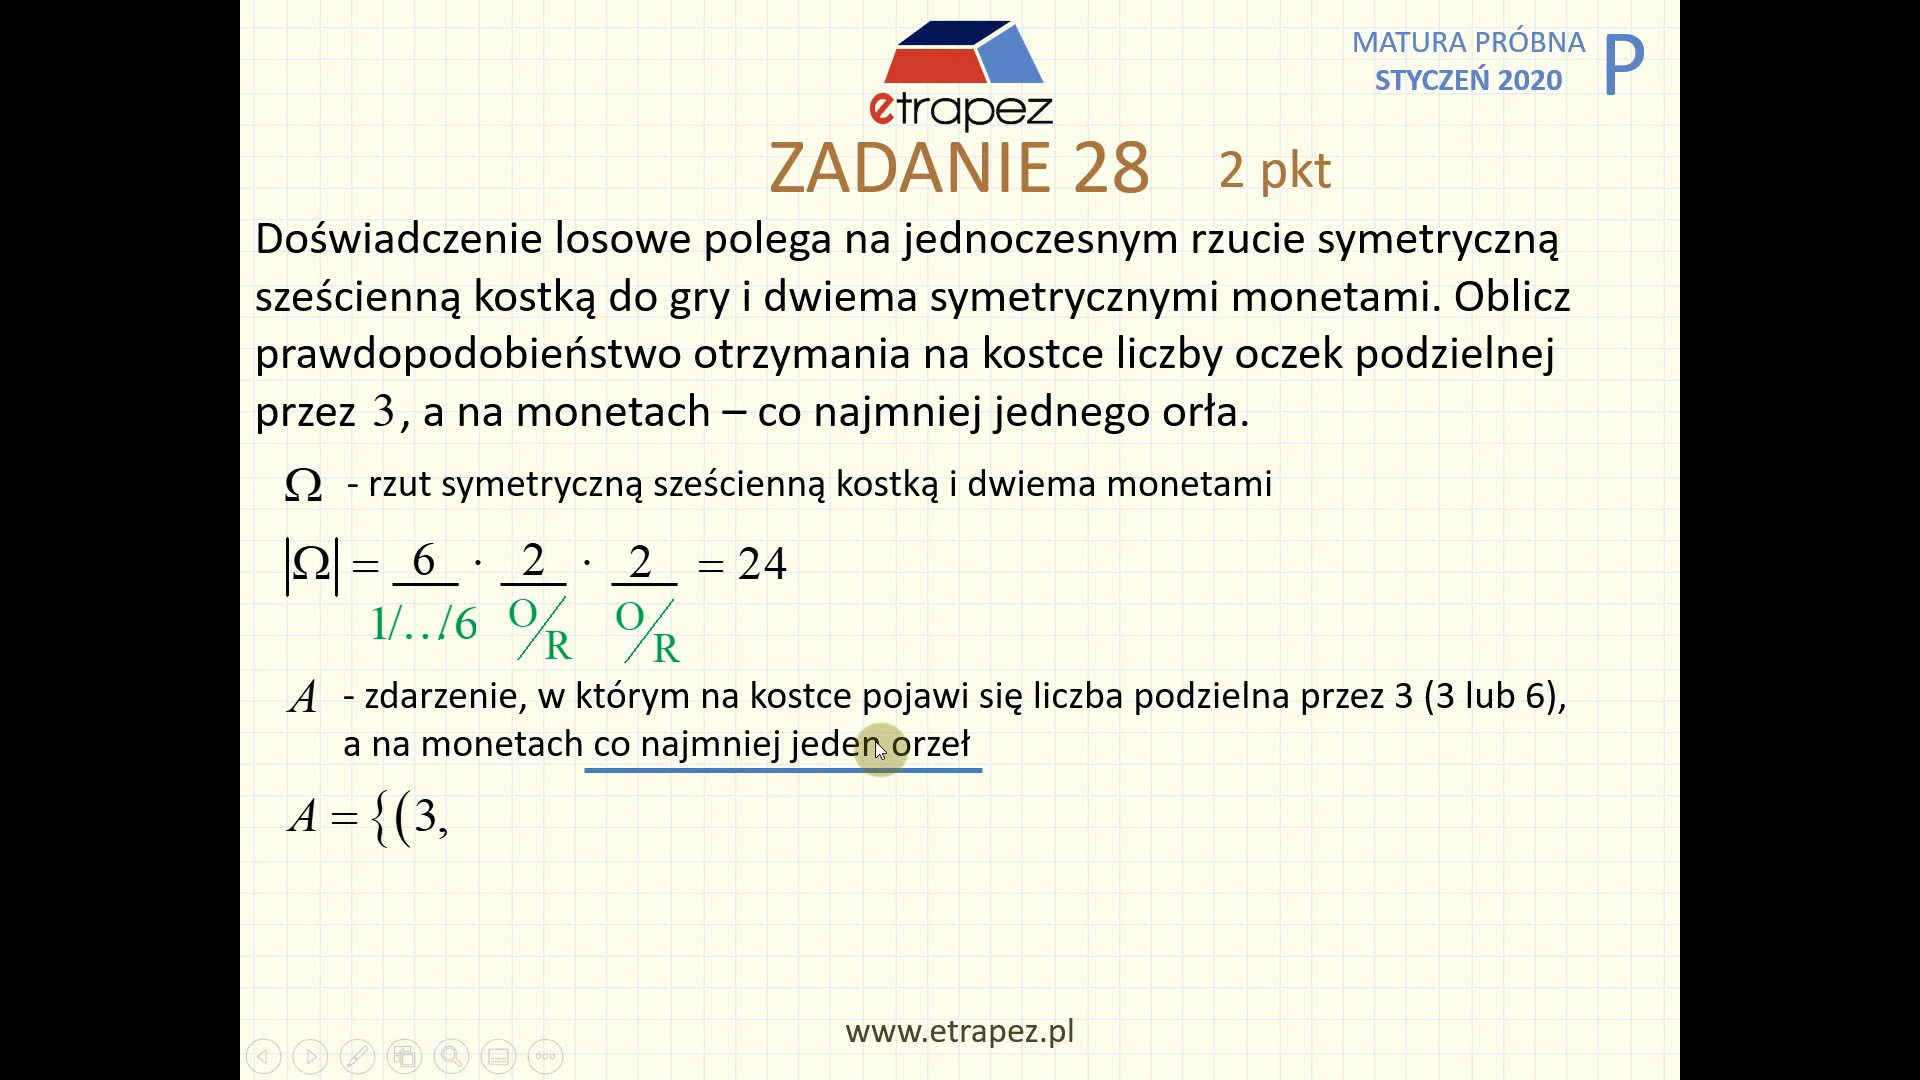 etrapez
MATURA PRÓBNA
STYCZEŃ 2020
P
ZADANIE 28 2 pkt
Doświadczenie losowe polega na jednoczesnym rzucie symetryczną
sześcienną kostką do gry i dwiema symetrycznymi monetami. Oblicz
prawdopodobieństwo otrzymania na kostce liczby oczek podzielnej
przez 3, a na monetach – co najmniej jednego orła.
Ω - rzut symetryczną sześcienną kostką i dwiema monetami
|Ω| = 6 · 2 · 2 = 24
1/.../6 O/R O/R
A - zdarzenie, w którym na kostce pojawi się liczba podzielna przez 3 (3 lub 6),
a na monetach co najmniej jeden orzeł
A = {(3,
www.etrapez.pl